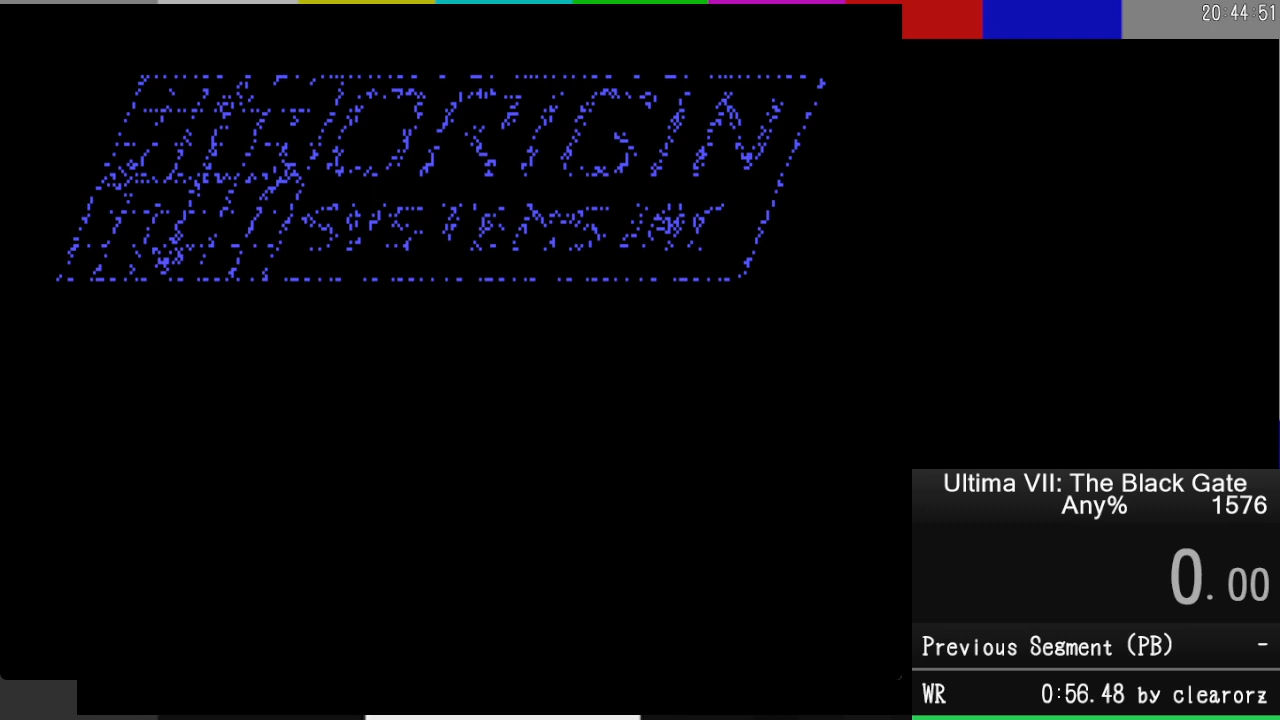 20:44:51
ORIGIN
SYSTEMS INC
Ultima VII: The Black Gate
Any% 1576
0.00
Previous Segment (PB) -
WR 0:56.48 by clearorz